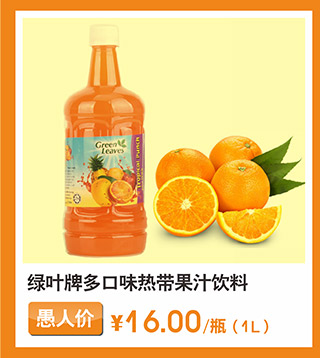 Green
Leaves
TROPICAL PUNCH
绿叶牌多口味热带果汁饮料
愚人价
¥16.00/瓶（1L）